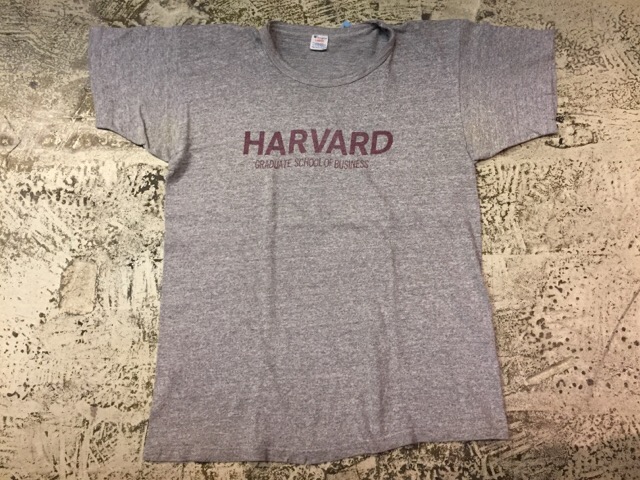 HARVARD
GRADUATE SCHOOL OF BUSINESS